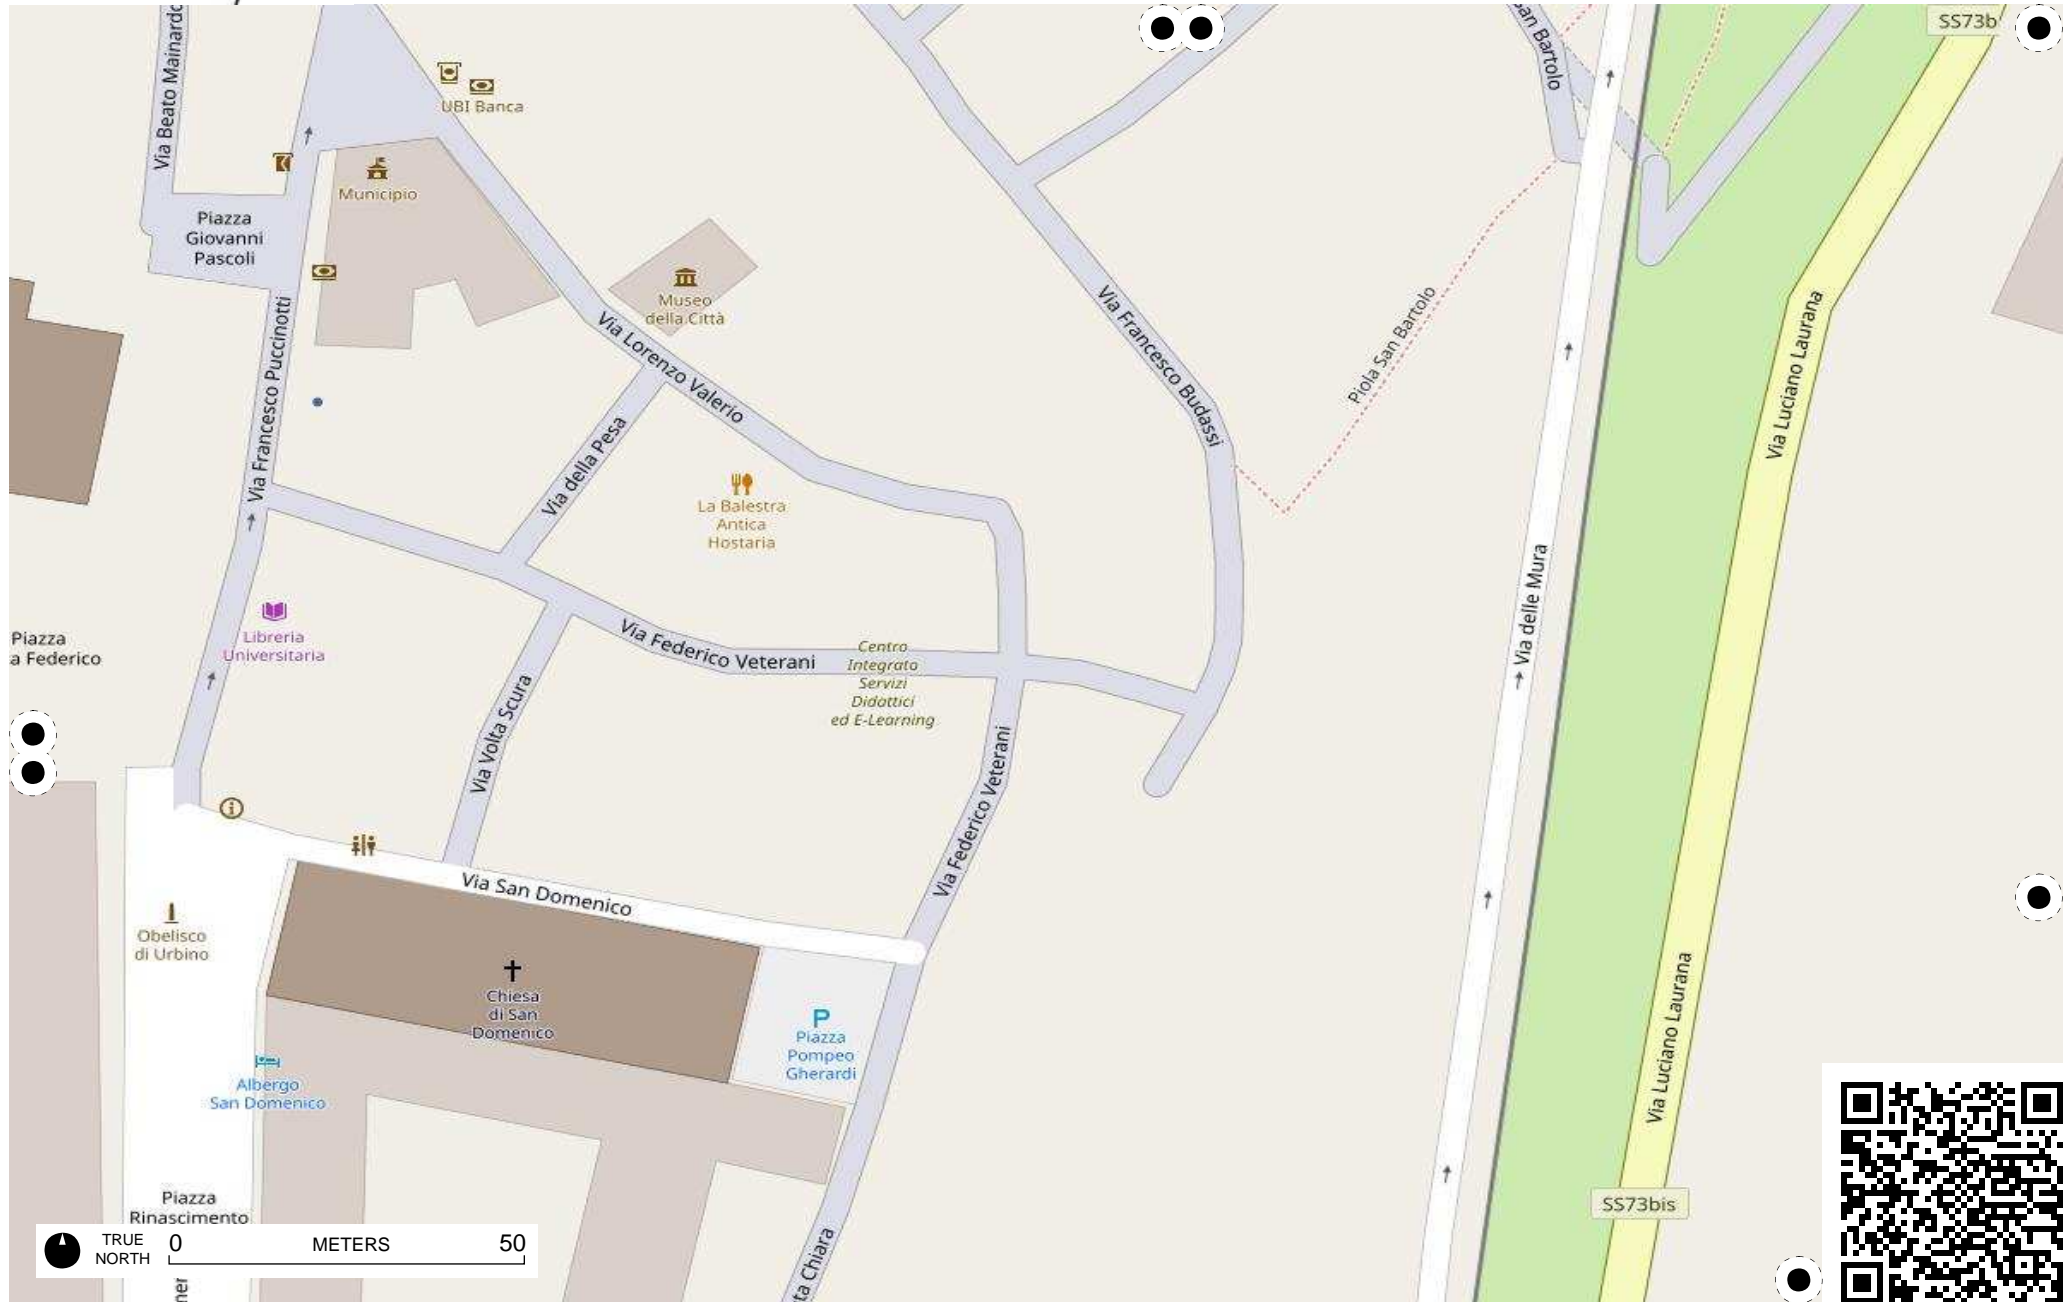 Via Beato Mainardo
UBI Banca
Municipio
Piazza
Giovanni
Pascoli
Museo
della Città
Via Lorenzo Valerio
Via Francesco Puccinotti
Via della Pesa
La Balestra
Antica
Hostaria
Via Francesco Budassi
Piola San Bartolo
San Bartolo
SS73b
Via Luciano Laurana
Via delle Mura
Piazza
a Federico
Libreria
Universitaria
Via Federico Veterani
Centro
Integrato
Servizi
Didattici
ed E-Learning
Via Volta Scura
Via Federico Veterani
Via San Domenico
Obelisco
di Urbino
Chiesa
di San
Domenico
P
Piazza
Pompeo
Gherardi
Albergo
San Domenico
Via Luciano Laurana
Piazza
Rinascimento
SS73bis
TRUE
NORTH
0 METERS 50
ta Chiara